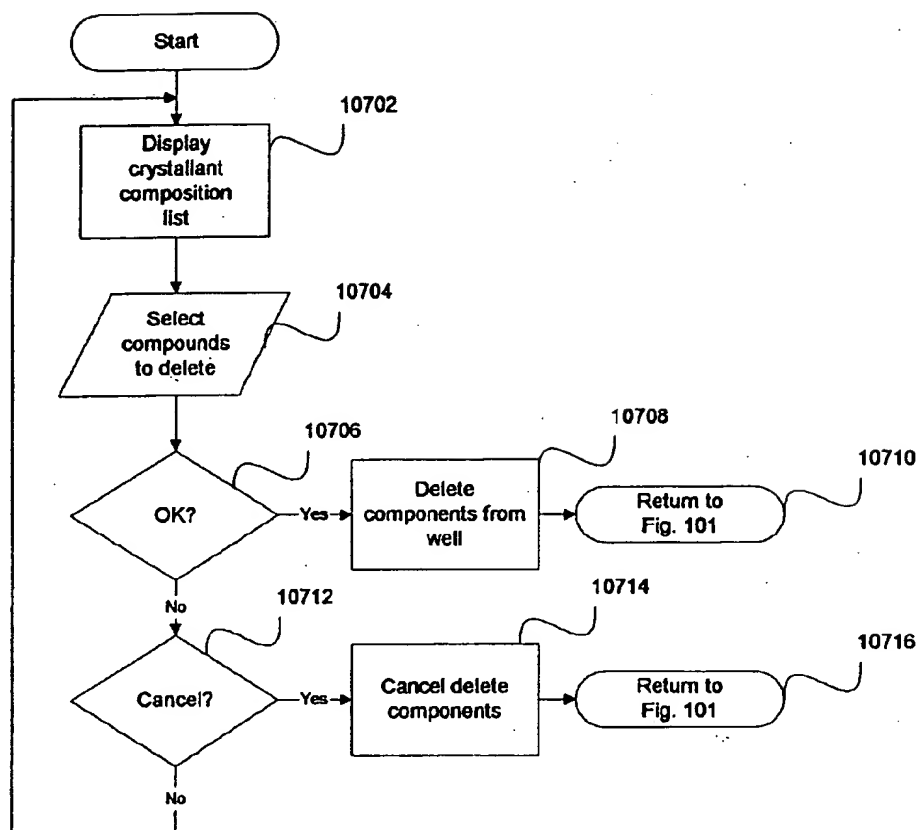 Start
10702
Display
crystallant
composition
list
10704
Select
compounds
to delete
10706
OK?
Yes
10708
Delete
components from
well
10710
Return to
Fig. 101
No
10712
Cancel?
Yes
10714
Cancel delete
components
10716
Return to
Fig. 101
No